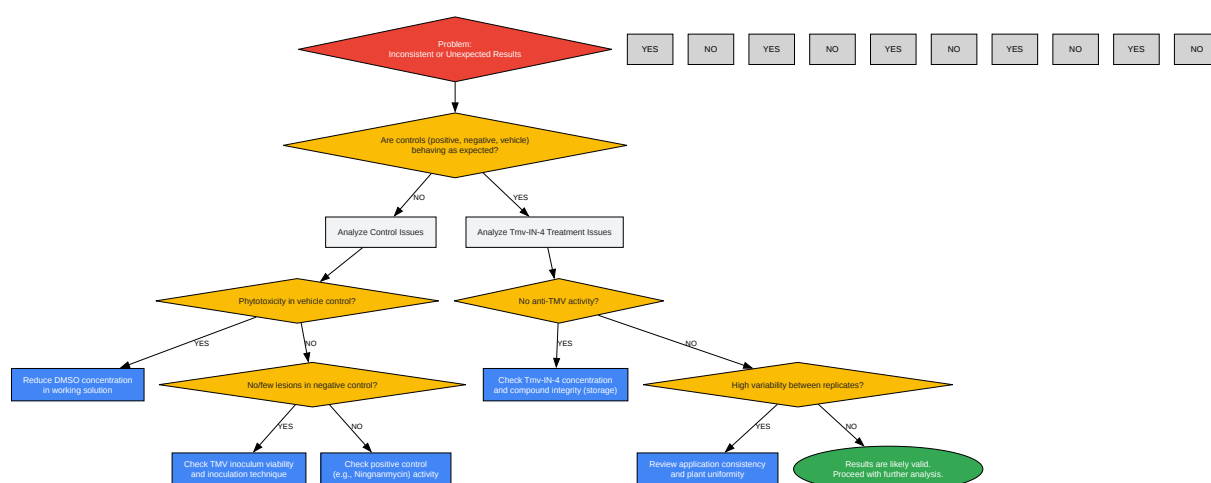 Problem:
Inconsistent or Unexpected Results
YES
NO
YES
NO
YES
NO
YES
NO
YES
NO
Are controls (positive, negative, vehicle)
behaving as expected?
NO
YES
Analyze Control Issues
Analyze Tmv-IN-4 Treatment Issues
Phytotoxicity in vehicle control?
No anti-TMV activity?
YES
NO
YES
NO
Reduce DMSO concentration
in working solution
No/few lesions in negative control?
Check Tmv-IN-4 concentration
and compound integrity (storage)
High variability between replicates?
YES
NO
YES
NO
Check TMV inoculum viability
and inoculation technique
Check positive control
(e.g., Ningnanmycin) activity
Review application consistency
and plant uniformity
Results are likely valid.
Proceed with further analysis.